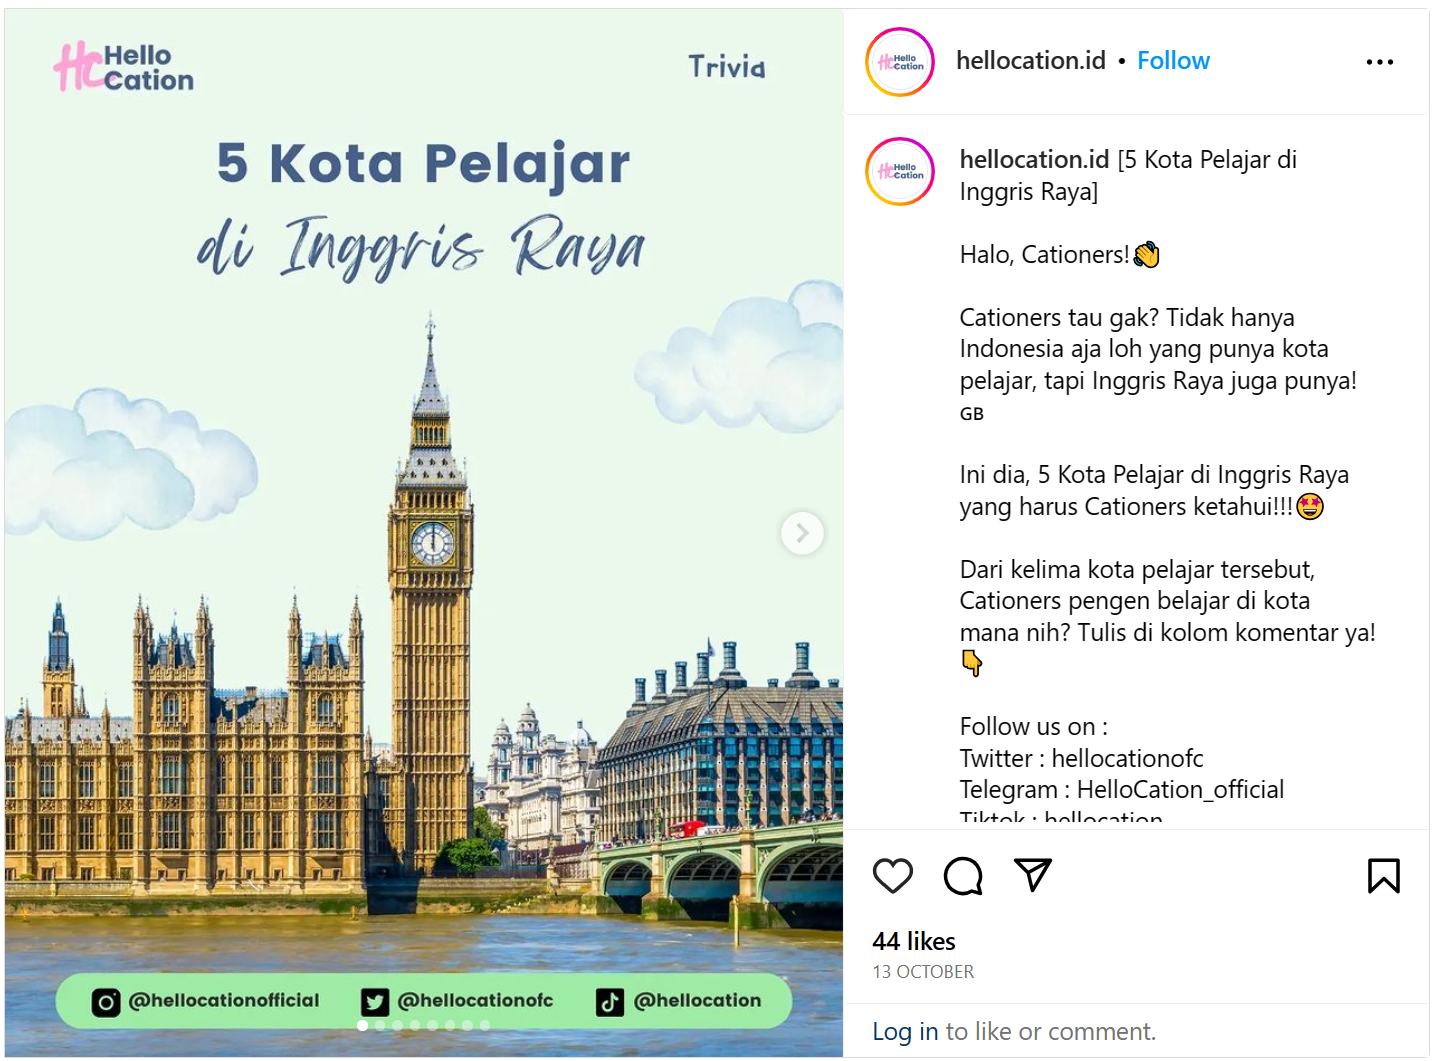 Hello
HC Cation
Trivia
5 Kota Pelajar
di Inggris Raya
@hellocationofficial
@hellocationofc
@hellocation
HC Hello
Cation
hellocation.id • Follow
HC Hello
Cation
hellocation.id [5 Kota Pelajar di
Inggris Raya]
Halo, Cationers!👏
Cationers tau gak? Tidak hanya
Indonesia aja loh yang punya kota
pelajar, tapi Inggris Raya juga punya!
GB
Ini dia, 5 Kota Pelajar di Inggris Raya
yang harus Cationers ketahui!!!🤩
Dari kelima kota pelajar tersebut,
Cationers pengen belajar di kota
mana nih? Tulis di kolom komentar ya!
👇
Follow us on :
Twitter : hellocationofc
Telegram : HelloCation_official
Tiktok : hellocation
44 likes
13 OCTOBER
Log in to like or comment.